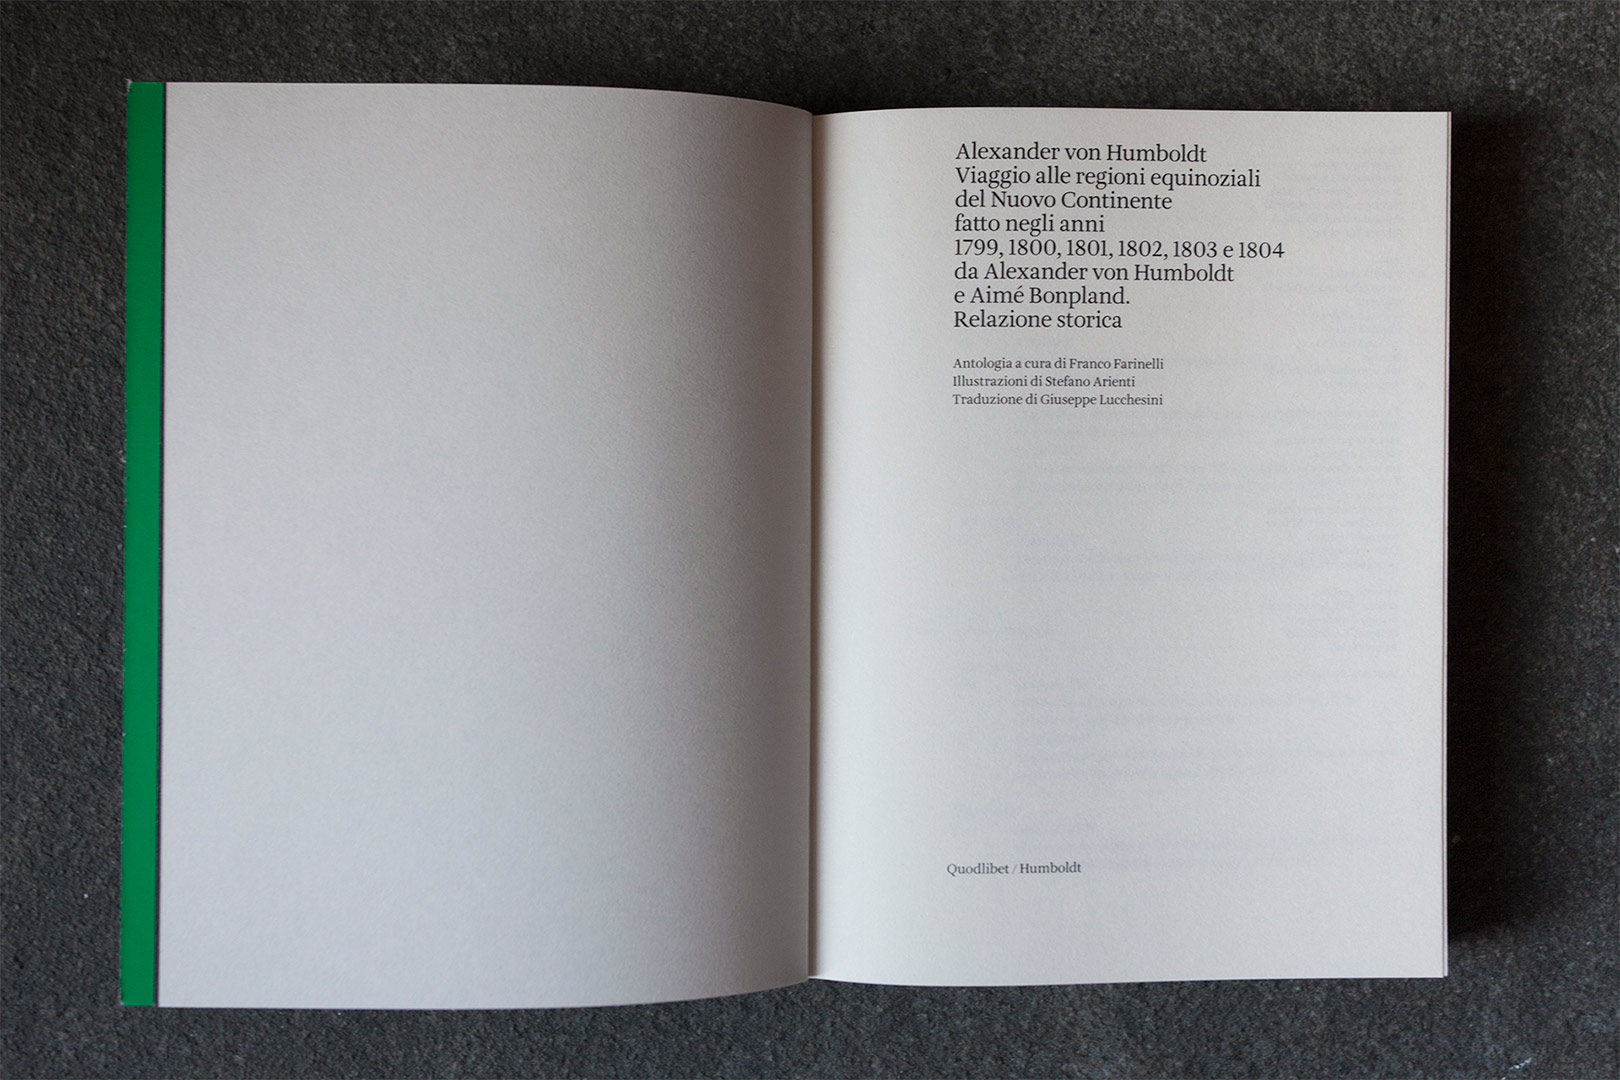 Alexander von Humboldt
Viaggio alle regioni equinoziali
del Nuovo Continente
fatto negli anni
1799, 1800, 1801, 1802, 1803 e 1804
da Alexander von Humboldt
e Aimé Bonpland.
Relazione storica
Antologia a cura di Franco Farinelli
Illustrazioni di Stefano Arienti
Traduzione di Giuseppe Lucchesini
Quodlibet / Humboldt